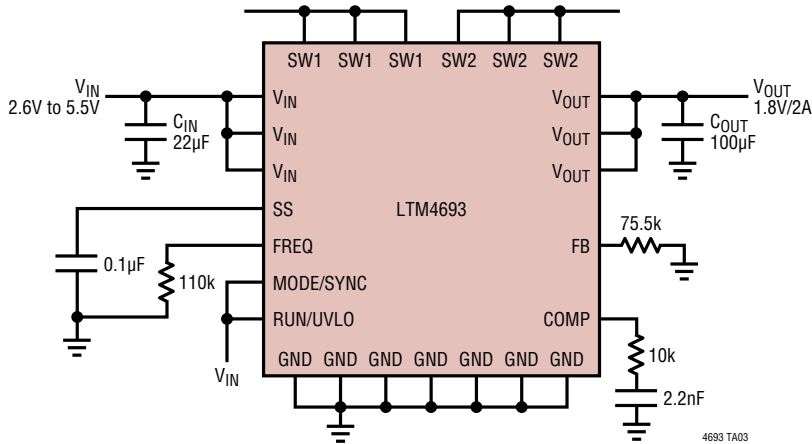 SW1 SW1 SW1 SW2 SW2 SW2
VIN
2.6V to 5.5V
CIN
22µF
VIN
VIN
VIN
VOUT
VOUT
VOUT
VOUT
1.8V/2A
COUT
100µF
SS
LTM4693
0.1µF
FREQ
110k
FB
75.5k
MODE/SYNC
RUN/UVLO
VIN
COMP
10k
2.2nF
GND GND GND GND GND GND GND
4693 TA03